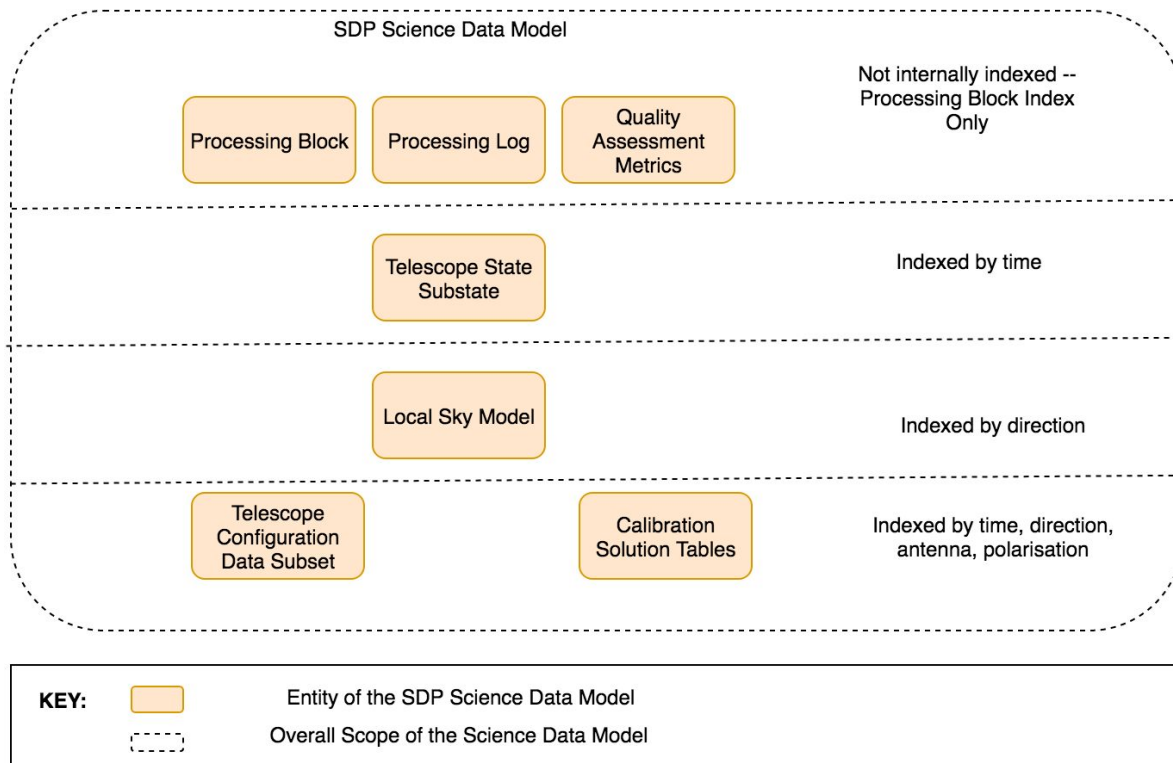 SDP Science Data Model
Not internally indexed --
Processing Block Index
Only
Processing Block
Processing Log
Quality
Assessment
Metrics
Telescope State
Substate
Indexed by time
Local Sky Model
Indexed by direction
Telescope
Configuration
Data Subset
Calibration
Solution Tables
Indexed by time, direction,
antenna, polarisation
KEY:
Entity of the SDP Science Data Model
Overall Scope of the Science Data Model